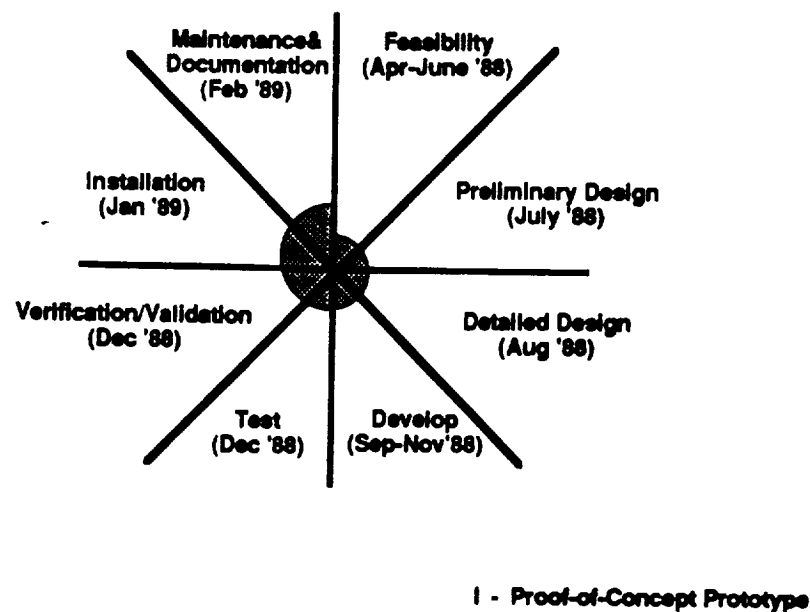 Maintenance&
Documentation
(Feb '89)
Feasibility
(Apr-June '88)
Preliminary Design
(July '88)
Detailed Design
(Aug '88)
Develop
(Sep-Nov'88)
Test
(Dec '88)
Verification/Validation
(Dec '88)
Installation
(Jan '89)
I - Proof-of-Concept Prototype